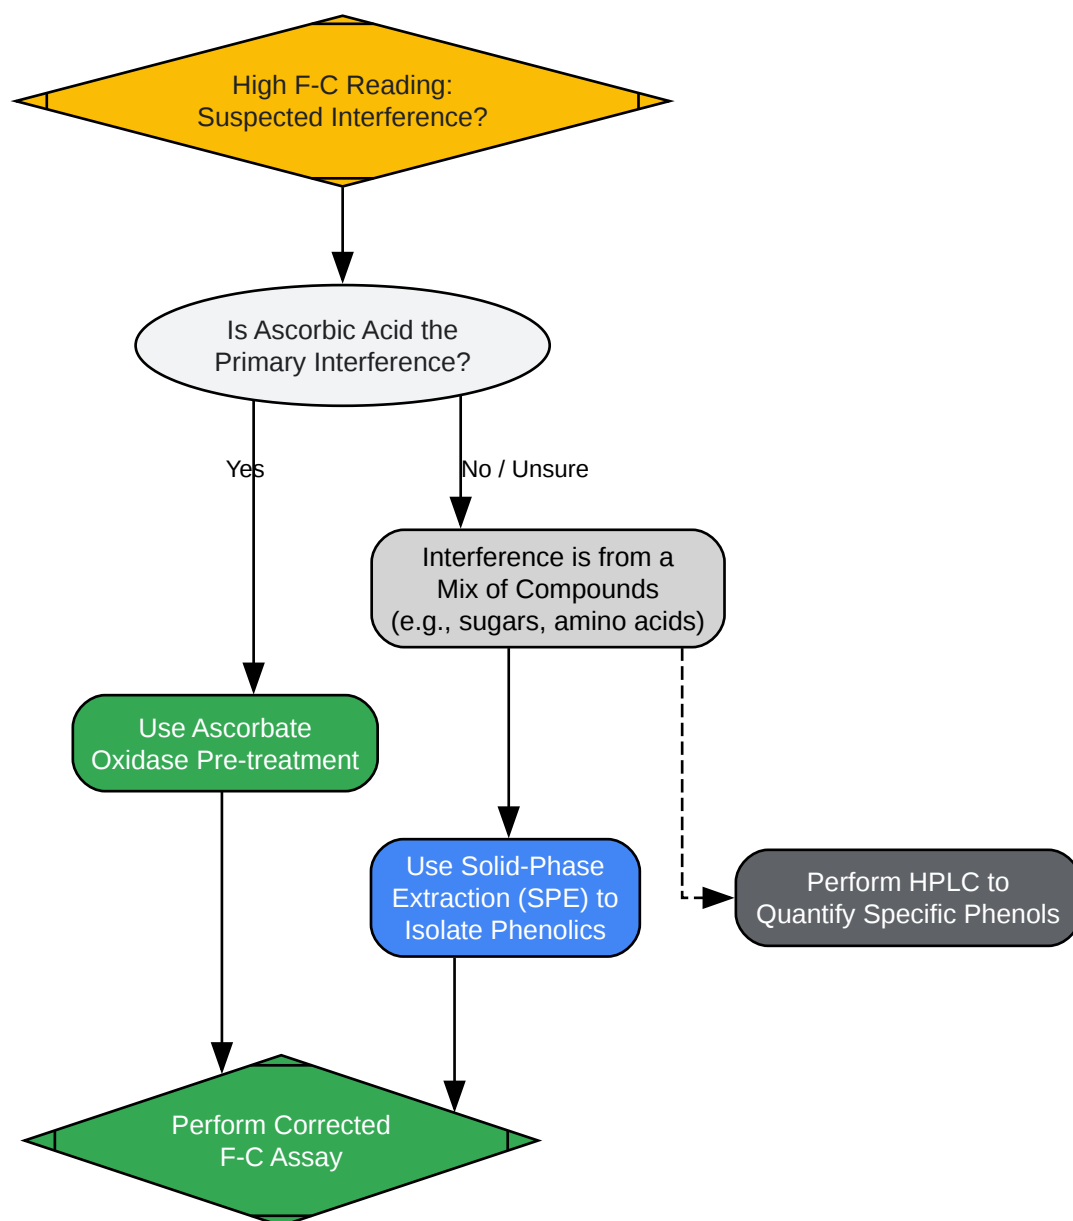 High F-C Reading:
Suspected Interference?
Is Ascorbic Acid the
Primary Interference?
Yes
No / Unsure
Interference is from a
Mix of Compounds
(e.g., sugars, amino acids)
Use Ascorbate
Oxidase Pre-treatment
Use Solid-Phase
Extraction (SPE) to
Isolate Phenolics
Perform HPLC to
Quantify Specific Phenols
Perform Corrected
F-C Assay